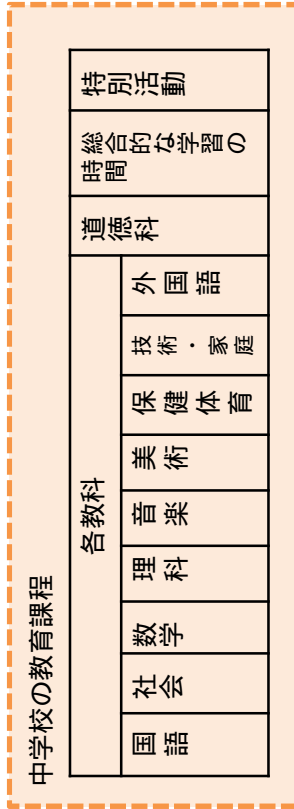 中学校の教育課程
各教科
国語
社会
数学
理科
音楽
美術
保健体育
技術・家庭
外国語
道徳科
総合的な学習の
時間
特別活動